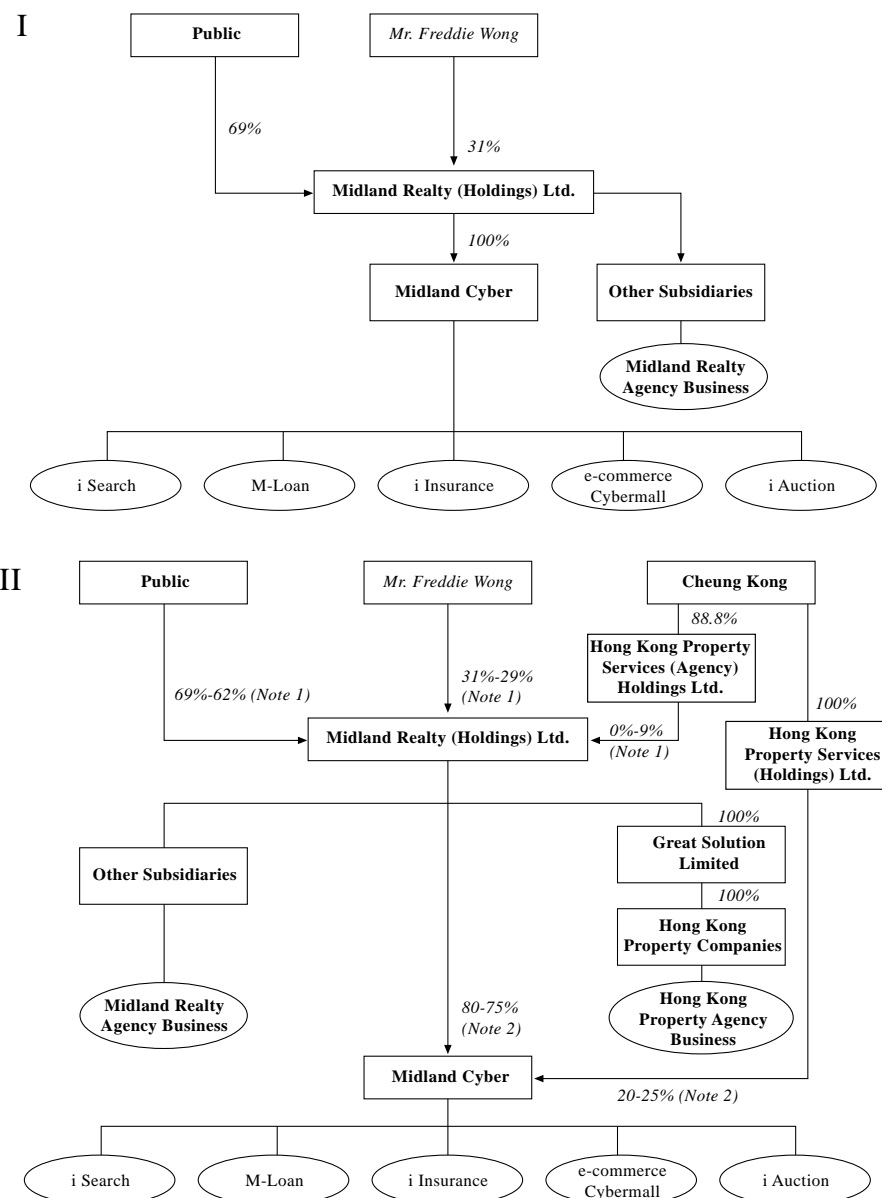 I
Public
Mr. Freddie Wong
69%
31%
Midland Realty (Holdings) Ltd.
100%
Midland Cyber
Other Subsidiaries
Midland Realty
Agency Business
i Search
M-Loan
i Insurance
e-commerce
Cybermall
i Auction
II
Public
Mr. Freddie Wong
Cheung Kong
88.8%
Hong Kong Property
Services (Agency)
Holdings Ltd.
69%-62% (Note 1)
31%-29%
(Note 1)
100%
0%-9%
(Note 1)
Midland Realty (Holdings) Ltd.
Hong Kong
Property Services
(Holdings) Ltd.
100%
Great Solution
Limited
Other Subsidiaries
100%
Hong Kong
Property Companies
Midland Realty
Agency Business
80-75%
(Note 2)
Hong Kong
Property Agency
Business
Midland Cyber
20-25% (Note 2)
i Search
M-Loan
i Insurance
e-commerce
Cybermall
i Auction